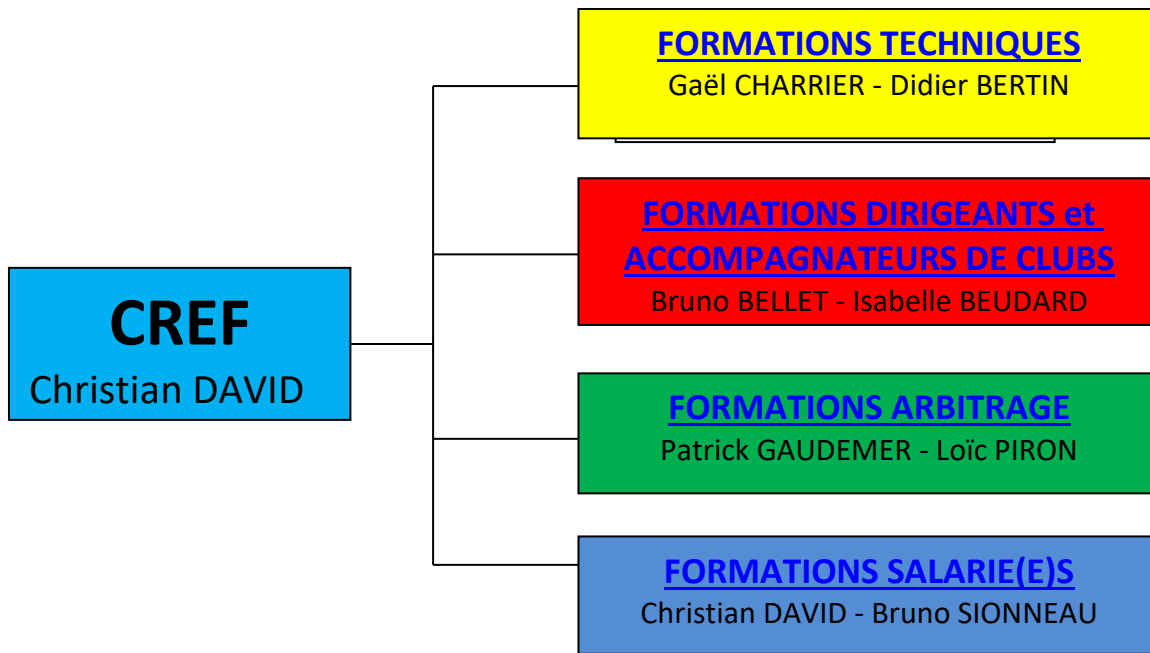 CREF
Christian DAVID
FORMATIONS TECHNIQUES
Gaël CHARRIER - Didier BERTIN
FORMATIONS DIRIGEANTS et
ACCOMPAGNATEURS DE CLUBS
Bruno BELLET - Isabelle BEUDARD
FORMATIONS ARBITRAGE
Patrick GAUDEMER - Loïc PIRON
FORMATIONS SALARIE(E)S
Christian DAVID - Bruno SIONNEAU